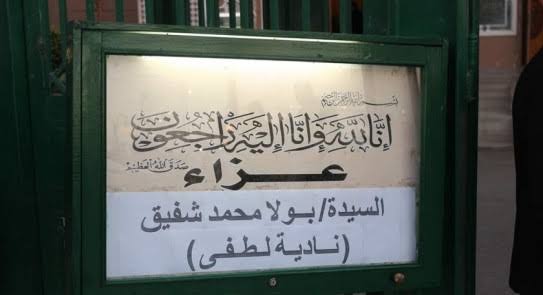 بسم الله الرحمن الرحيم
إنا لله وإنا إليه راجعون
صدق الله العظيم
عزاء
السيدة/بولا محمد شفيق
(نادية لطفى)